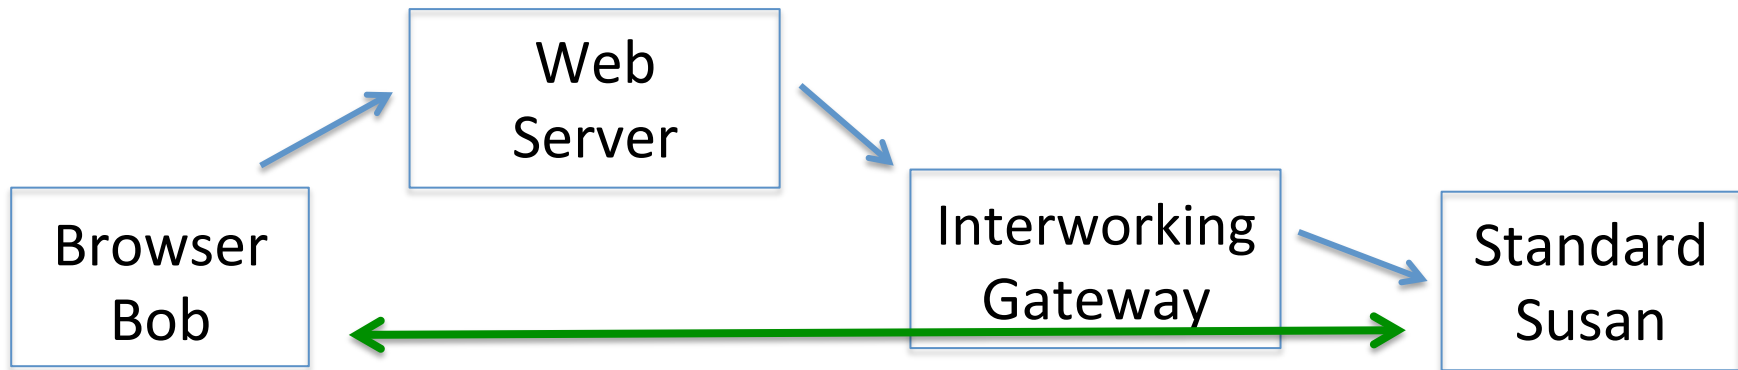 Web
Server
Browser
Bob
Interworking
Gateway
Standard
Susan